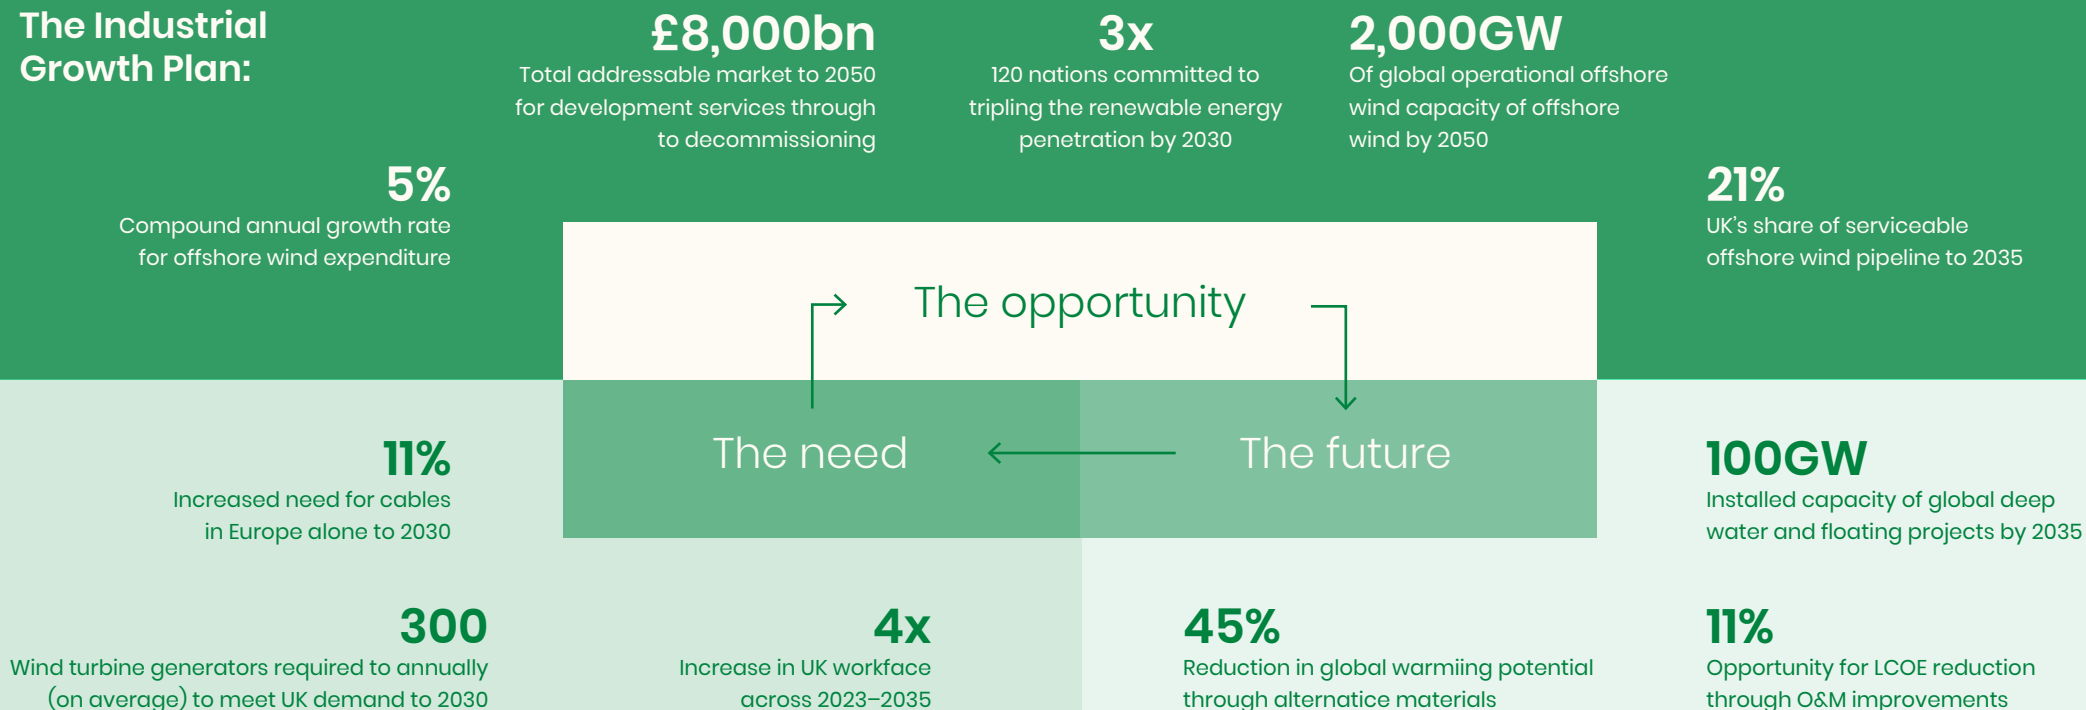 The Industrial
Growth Plan:
£8,000bn
Total addressable market to 2050
for development services through
to decommissioning
3x
120 nations committed to
tripling the renewable energy
penetration by 2030
2,000GW
Of global operational offshore
wind capacity of offshore
wind by 2050
5%
Compound annual growth rate
for offshore wind expenditure
21%
UK's share of serviceable
offshore wind pipeline to 2035
The opportunity
The need
The future
11%
Increased need for cables
in Europe alone to 2030
100GW
Installed capacity of global deep
water and floating projects by 2035
300
Wind turbine generators required to annually
(on average) to meet UK demand to 2030
4x
Increase in UK workface
across 2023–2035
45%
Reduction in global warmiing potential
through alternatice materials
11%
Opportunity for LCOE reduction
through O&M improvements